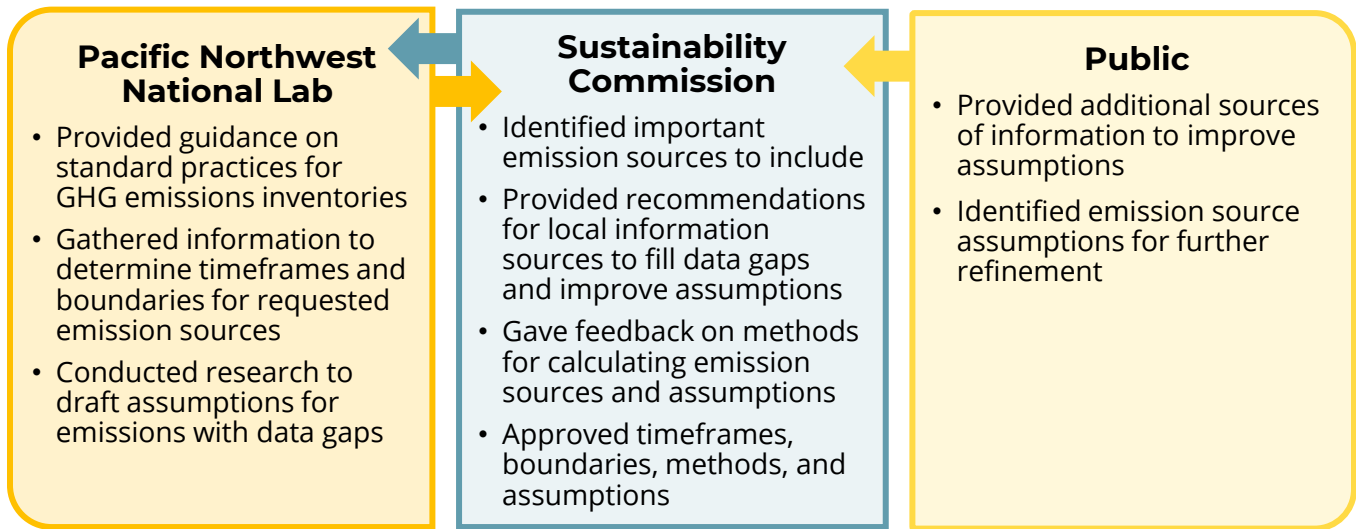 Pacific Northwest
National Lab
• Provided guidance on
standard practices for
GHG emissions inventories
• Gathered information to
determine timeframes and
boundaries for requested
emission sources
• Conducted research to
draft assumptions for
emissions with data gaps
Sustainability
Commission
• Identified important
emission sources to include
• Provided recommendations
for local information
sources to fill data gaps
and improve assumptions
• Gave feedback on methods
for calculating emission
sources and assumptions
• Approved timeframes,
boundaries, methods, and
assumptions
Public
• Provided additional sources
of information to improve
assumptions
• Identified emission source
assumptions for further
refinement